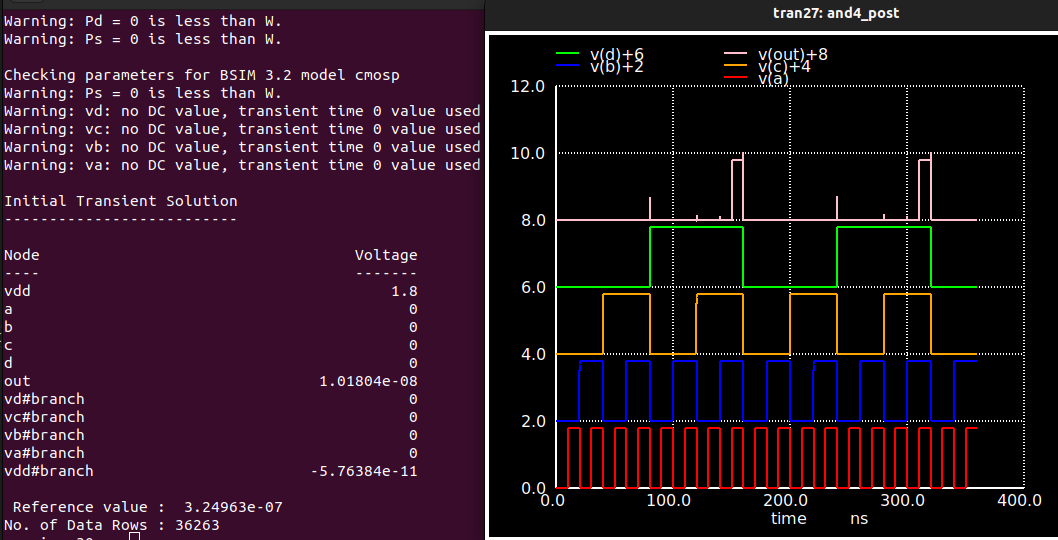 Warning: Pd = 0 is less than W.
Warning: Ps = 0 is less than W.
Checking parameters for BSIM 3.2 model cmosp
Warning: Ps = 0 is less than W.
Warning: vd: no DC value, transient time 0 value used
Warning: vc: no DC value, transient time 0 value used
Warning: vb: no DC value, transient time 0 value used
Warning: va: no DC value, transient time 0 value used
Initial Transient Solution
--------------------------
Node Voltage
---- -------
vdd 1.8
a 0
b 0
c 0
d 0
out 1.01804e-08
vd#branch 0
vc#branch 0
vb#branch 0
va#branch 0
vdd#branch -5.76384e-11
Reference value : 3.24963e-07
No. of Data Rows : 36263
tran27: and4_post
v(d)+6 v(out)+8
v(b)+2 v(c)+4
v(a)
12.0
10.0
8.0
6.0
4.0
2.0
0.0
0.0 100.0 200.0 300.0 400.0
time ns